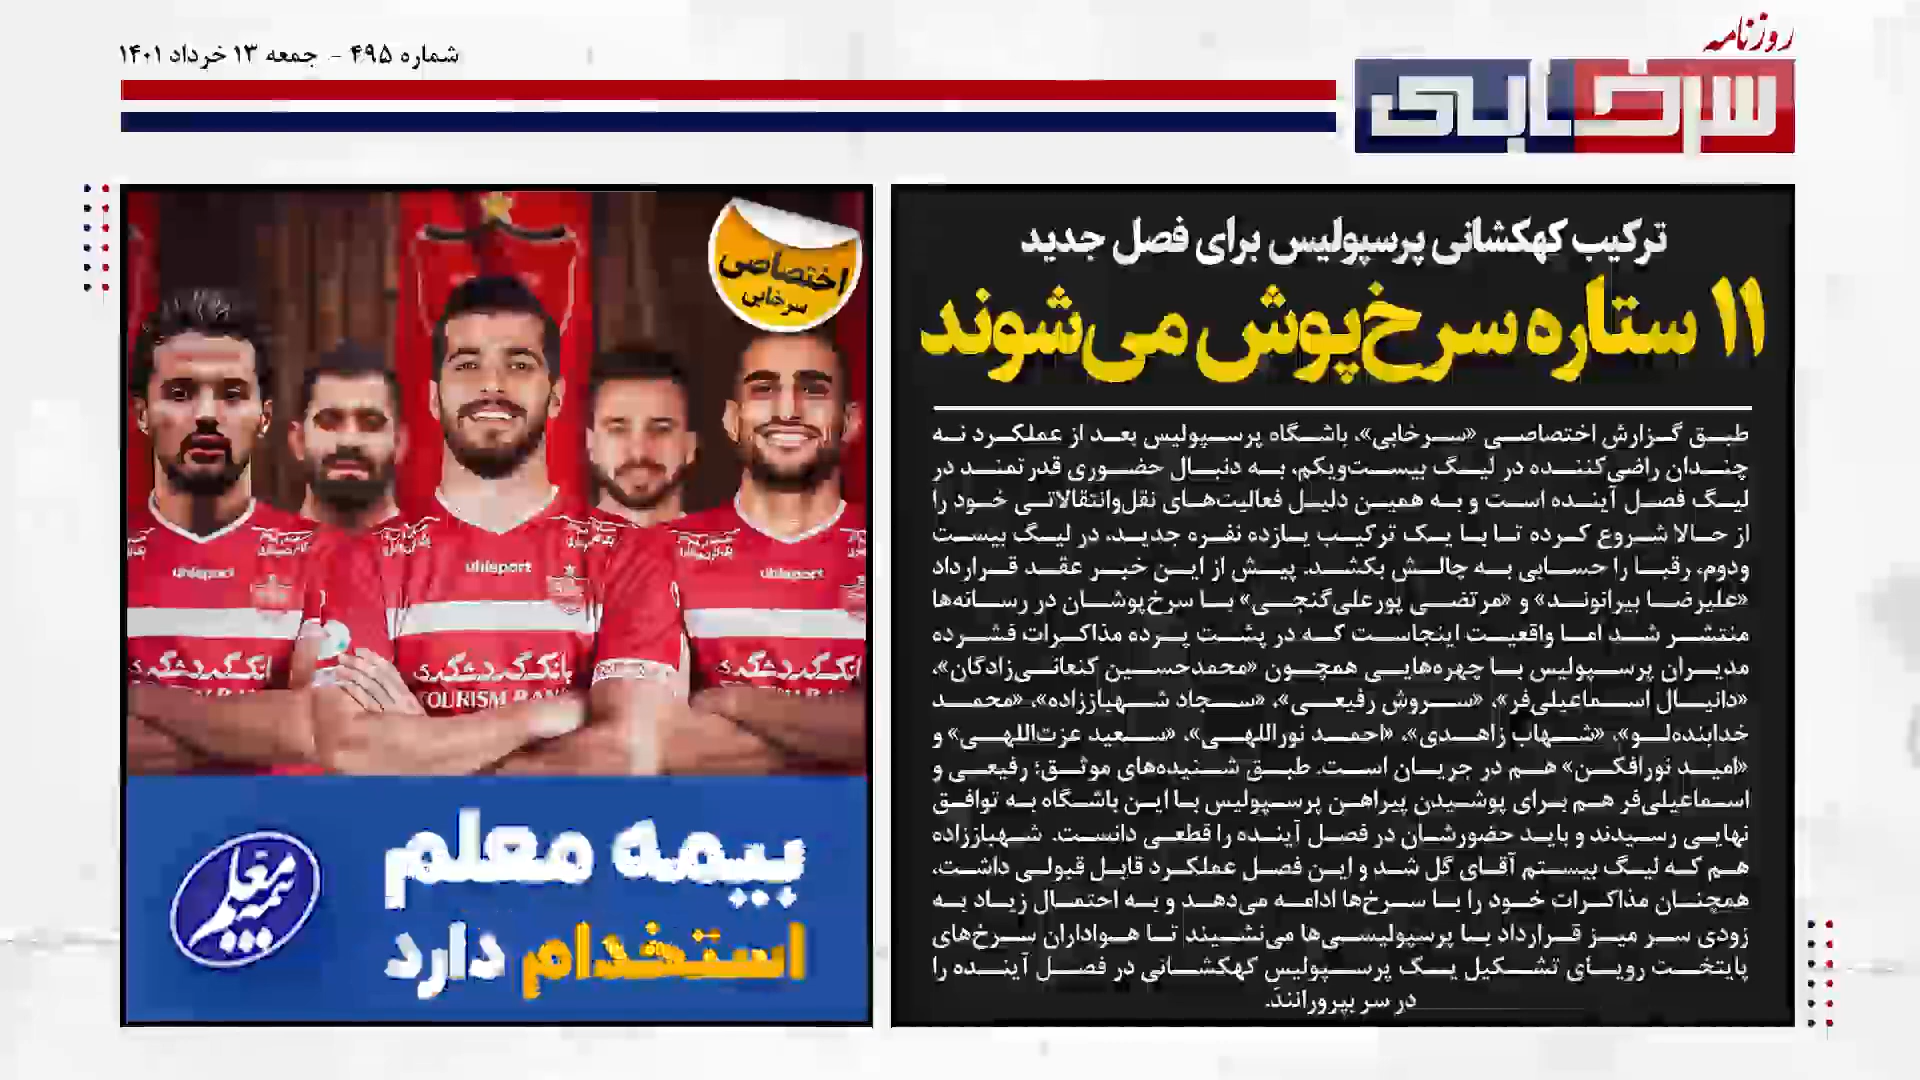 روزنامه
سرخابی
شماره ۴۹۵ - جمعه ۱۳ خرداد ۱۴۰۱
ترکیب کهکشانی پرسپولیس برای فصل جدید
۱۱ ستاره سرخ‌پوش می‌شوند
طبق گزارش اختصاصی «سرخابی»، باشگاه پرسپولیس بعد از عملکرد نه
چندان راضی‌کننده در لیگ بیست‌ویکم، به دنبال حضوری قدرتمند در
لیگ فصل آینده است و به همین دلیل فعالیت‌های نقل‌وانتقالاتی خود را
از حالا شروع کرده تا با یک ترکیب یازده نفره جدید، در لیگ بیست
ودوم، رقبا را حسابی به چالش بکشد. پیش از این خبر عقد قرارداد
«علیرضا بیرانوند» و «مرتضی پورعلی‌گنجی» با سرخ‌پوشان در رسانه‌ها
منتشر شد اما واقعیت اینجاست که در پشت پرده مذاکرات فشرده
مدیران پرسپولیس با چهره‌هایی همچون «محمدحسین کنعانی‌زادگان»،
«دانیال اسماعیلی‌فر»، «سروش رفیعی»، «سجاد شهباززاده»، «محمد
خدابنده‌لو»، «شهاب زاهدی»، «احمد نوراللهی»، «سعید عزت‌اللهی» و
«امید نورافکن» هم در جریان است. طبق شنیده‌های موثق؛ رفیعی و
اسماعیلی‌فر هم برای پوشیدن پیراهن پرسپولیس با این باشگاه به توافق
نهایی رسیدند و باید حضورشان در فصل آینده را قطعی دانست. شهباززاده
هم که لیگ بیستم آقای گل شد و این فصل عملکرد قابل قبولی داشت،
همچنان مذاکرات خود را با سرخ‌ها ادامه می‌دهد و به احتمال زیاد به
زودی سر میز قرارداد با پرسپولیسی‌ها می‌نشیند تا هواداران سرخ‌های
پایتخت رویای تشکیل یک پرسپولیس کهکشانی در فصل آینده را
در سر بپرورانند.
اختصاصی
سرخابی
uhlsport
uhlsport
uhlsport
بانک گردشگری
TOURISM BANK
بیمه معلم
استخدام دارد
بیمه معلم